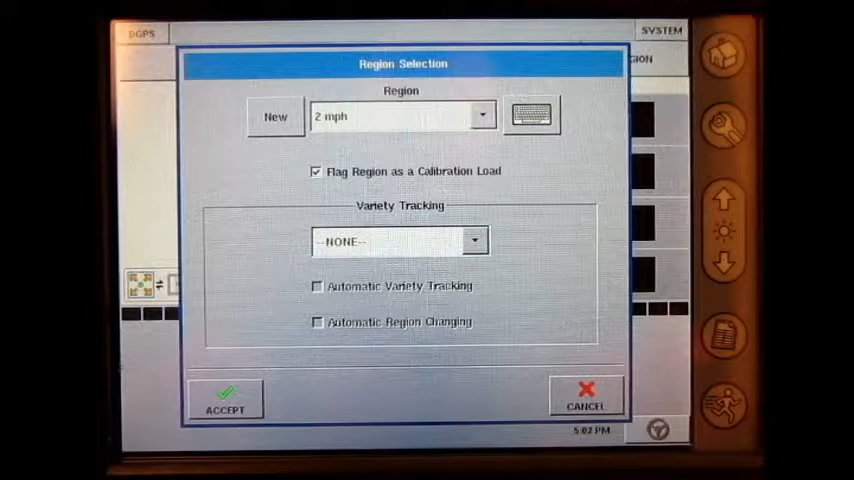 DGPS
SYSTEM
Region Selection
GION
Region
New
2 mph
Flag Region as a Calibration Load
Variety Tracking
--NONE--
Automatic Variety Tracking
Automatic Region Changing
ACCEPT
CANCEL
5:02 PM